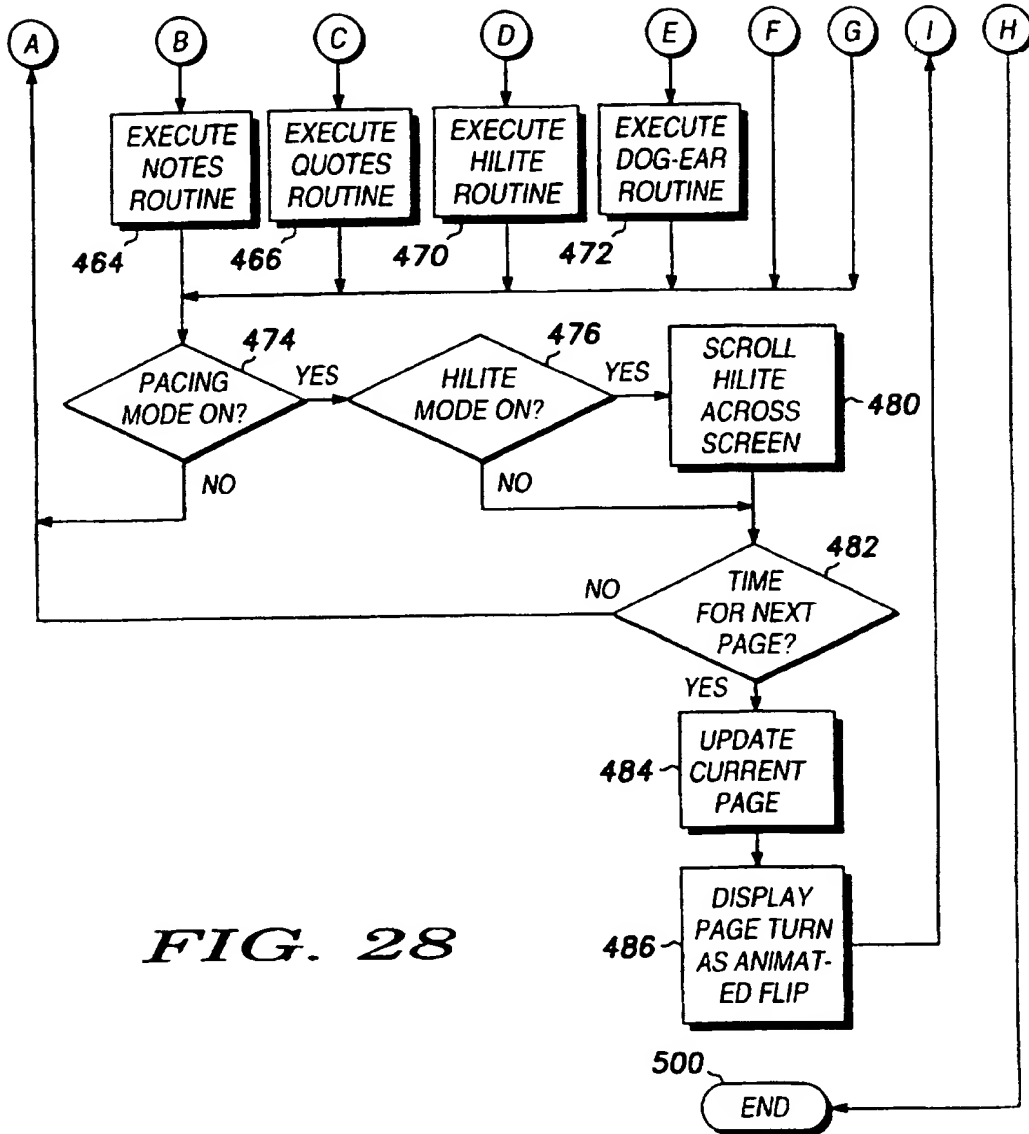 A
B
C
D
E
F
G
I
H
EXECUTE
NOTES
ROUTINE
464
EXECUTE
QUOTES
ROUTINE
466
EXECUTE
HILITE
ROUTINE
470
EXECUTE
DOG-EAR
ROUTINE
472
PACING
MODE ON?
474
YES
NO
HILITE
MODE ON?
476
YES
NO
SCROLL
HILITE
ACROSS
SCREEN
480
TIME
FOR NEXT
PAGE?
482
NO
YES
UPDATE
CURRENT
PAGE
484
DISPLAY
PAGE TURN
AS ANIMAT-
ED FLIP
486
FIG. 28
500
END